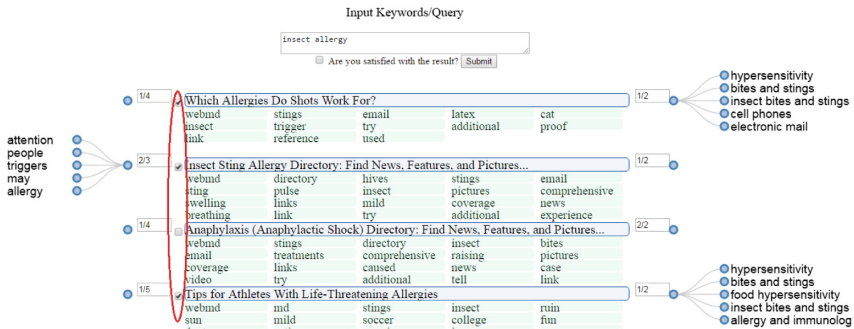 Input Keywords/Query
insect allergy
Are you satisfied with the result? Submit
1/4 Which Allergies Do Shots Work For? 1/2
webmd stings email latex cat
insect trigger try additional proof
link reference used
hypersensitivity
bites and stings
insect bites and stings
cell phones
electronic mail
attention
people
triggers
may
allergy
2/3 Insect Sting Allergy Directory: Find News, Features, and Pictures... 1/2
webmd directory hives stings email
sting pulse insect pictures comprehensive
swelling links mild coverage news
breathing link try additional experience
1/4 Anaphylaxis (Anaphylactic Shock) Directory: Find News, Features, and Pictures... 2/2
webmd stings directory insect bites
email treatments comprehensive raising pictures
coverage links caused news case
video try additional tell link
1/5 Tips for Athletes With Life-Threatening Allergies 1/2
webmd md stings insect ruin
sun mild soccer college fun
hypersensitivity
bites and stings
food hypersensitivity
insect bites and stings
allergy and immunolog